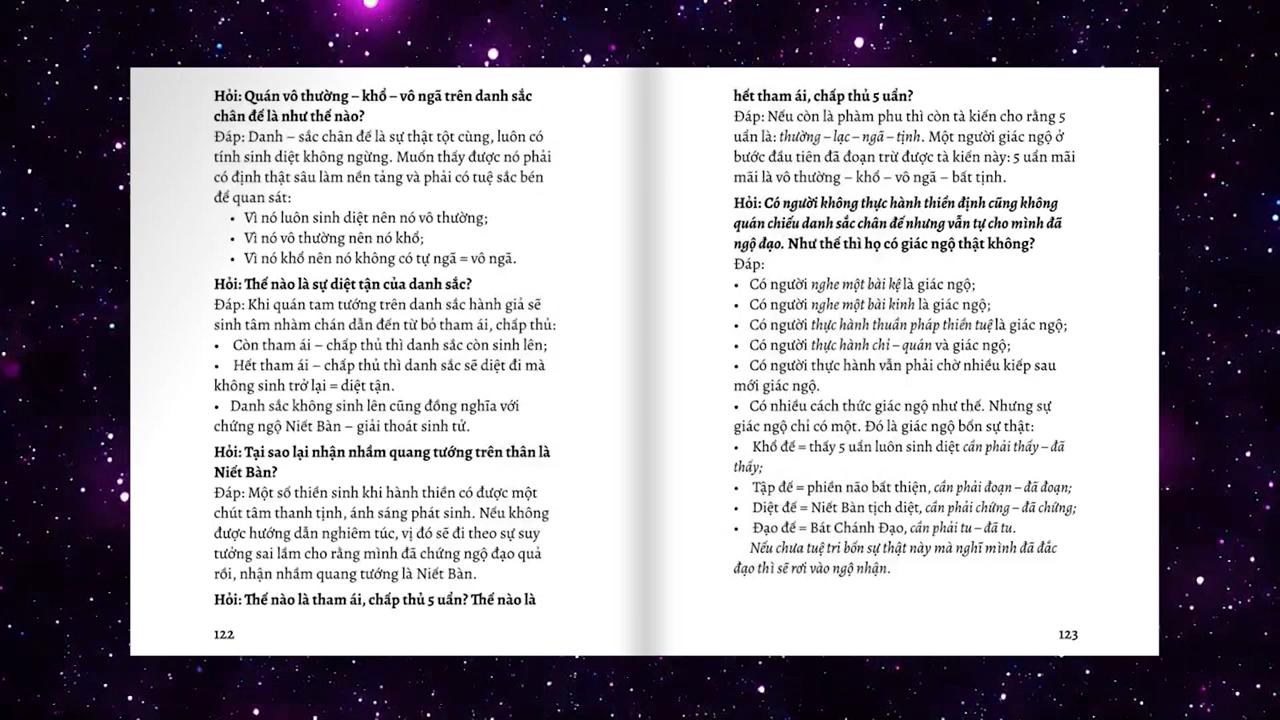 Hỏi: Quán vô thường – khổ – vô ngã trên danh sắc
chân đế là như thế nào?
Đáp: Danh – sắc chân đế là sự thật tột cùng, luôn có
tính sinh diệt không ngừng. Muốn thấy được nó phải
có định thật sâu làm nền tảng và phải có tuệ sắc bén
để quan sát:
• Vì nó luôn sinh diệt nên nó vô thường;
• Vì nó vô thường nên nó khổ;
• Vì nó khổ nên nó không có tự ngã = vô ngã.
Hỏi: Thế nào là sự diệt tận của danh sắc?
Đáp: Khi quán tam tướng trên danh sắc hành giả sẽ
sinh tâm nhàm chán dẫn đến từ bỏ tham ái, chấp thủ:
• Còn tham ái – chấp thủ thì danh sắc còn sinh lên;
• Hết tham ái – chấp thủ thì danh sắc sẽ diệt đi mà
không sinh trở lại = diệt tận.
• Danh sắc không sinh lên cũng đồng nghĩa với
chứng ngộ Niết Bàn – giải thoát sinh tử.
Hỏi: Tại sao lại nhận nhầm quang tướng trên thân là
Niết Bàn?
Đáp: Một số thiền sinh khi hành thiền có được một
chút tâm thanh tịnh, ánh sáng phát sinh. Nếu không
được hướng dẫn nghiêm túc, vị đó sẽ đi theo sự suy
tưởng sai lầm cho rằng mình đã chứng ngộ đạo quả
rồi, nhận nhầm quang tướng là Niết Bàn.
Hỏi: Thế nào là tham ái, chấp thủ 5 uẩn? Thế nào là
122
hết tham ái, chấp thủ 5 uẩn?
Đáp: Nếu còn là phàm phu thì còn tà kiến cho rằng 5
uẩn là: thường – lạc – ngã – tịnh. Một người giác ngộ ở
bước đầu tiên đã đoạn trừ được tà kiến này: 5 uẩn mãi
mãi là vô thường – khổ – vô ngã – bất tịnh.
Hỏi: Có người không thực hành thiền định cũng không
quán chiếu danh sắc chân đế nhưng vẫn tự cho mình đã
ngộ đạo. Như thế thì họ có giác ngộ thật không?
Đáp:
• Có người nghe một bài kệ là giác ngộ;
• Có người nghe một bài kinh là giác ngộ;
• Có người thực hành thuần pháp thiền tuệ là giác ngộ;
• Có người thực hành chỉ – quán và giác ngộ;
• Có người thực hành vẫn phải chờ nhiều kiếp sau
mới giác ngộ.
• Có nhiều cách thức giác ngộ như thế. Nhưng sự
giác ngộ chỉ có một. Đó là giác ngộ bốn sự thật:
• Khổ đế = thấy 5 uẩn luôn sinh diệt cần phải thấy – đã
thấy;
• Tập đế = phiền não bất thiện, cần phải đoạn – đã đoạn;
• Diệt đế = Niết Bàn tịch diệt, cần phải chứng – đã chứng;
• Đạo đế = Bát Chánh Đạo, cần phải tu – đã tu.
Nếu chưa tuệ tri bốn sự thật này mà nghĩ mình đã đắc
đạo thì sẽ rơi vào ngộ nhận.
123